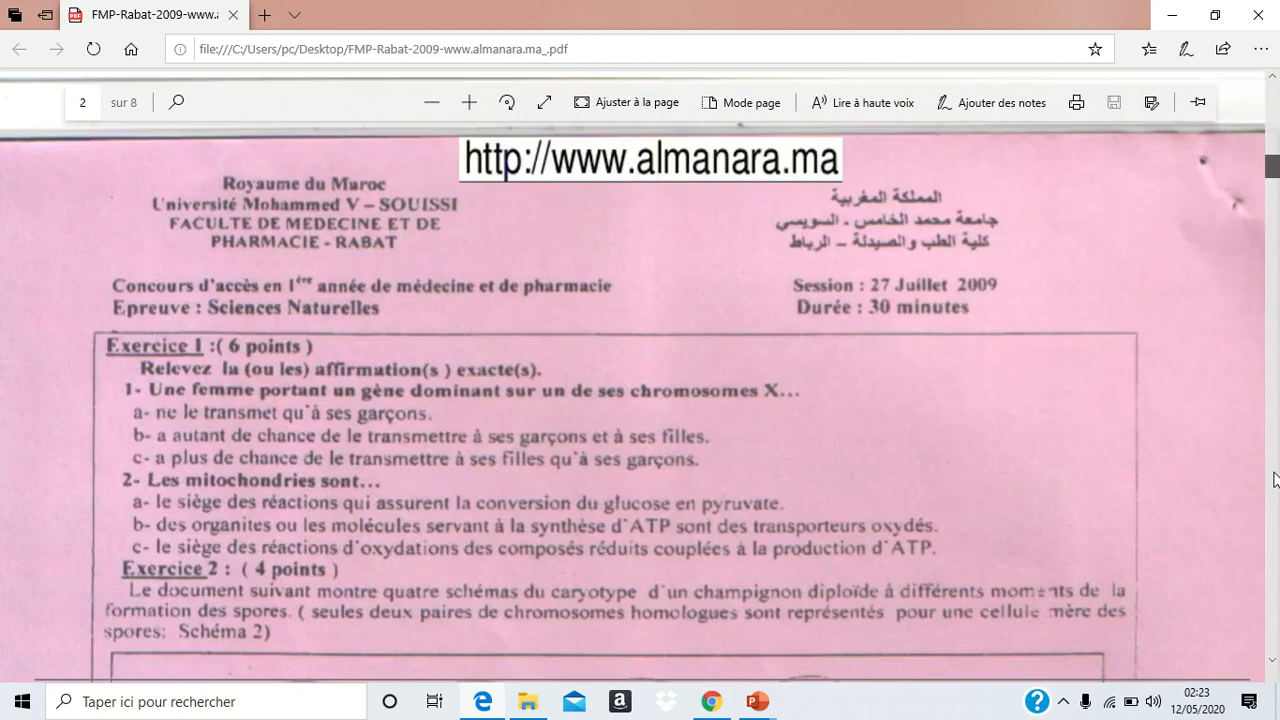 FMP-Rabat-2009-www.a
file:///C:/Users/pc/Desktop/FMP-Rabat-2009-www.almanara.ma_.pdf
2 sur 8
Ajuster à la page
Mode page
Lire à haute voix
Ajouter des notes
http://www.almanara.ma
Royaume du Maroc
Université Mohammed V – SOUISSI
FACULTE DE MEDECINE ET DE
PHARMACIE - RABAT
المملكة المغربية
جامعة محمد الخامس - السويسي
كلية الطب والصيدلة – الرباط
Concours d'accès en 1ère année de médecine et de pharmacie
Session : 27 Juillet 2009
Epreuve : Sciences Naturelles
Durée : 30 minutes
Exercice 1 :( 6 points )
Relevez la (ou les) affirmation(s ) exacte(s).
1- Une femme portant un gène dominant sur un de ses chromosomes X...
a- ne le transmet qu'à ses garçons.
b- a autant de chance de le transmettre à ses garçons et à ses filles.
c- a plus de chance de le transmettre à ses filles qu'à ses garçons.
2- Les mitochondries sont...
a- le siège des réactions qui assurent la conversion du glucose en pyruvate.
b- des organites ou les molécules servant à la synthèse d'ATP sont des transporteurs oxydés.
c- le siège des réactions d'oxydations des composés réduits couplées à la production d'ATP.
Exercice 2 : ( 4 points )
Le document suivant montre quatre schémas du caryotype d'un champignon diploïde à différents moments de la
formation des spores. ( seules deux paires de chromosomes homologues sont représentés pour une cellule mère des
spores: Schéma 2)
Taper ici pour rechercher
02:23
12/05/2020